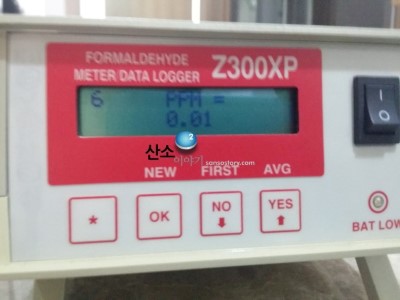 FORMALDEHYDE
METER/DATA LOGGER Z300XP
6 PPM =
0.01
산소 2
이야기 sansostory.com
NEW FIRST AVG
* OK NO YES
BAT LOW